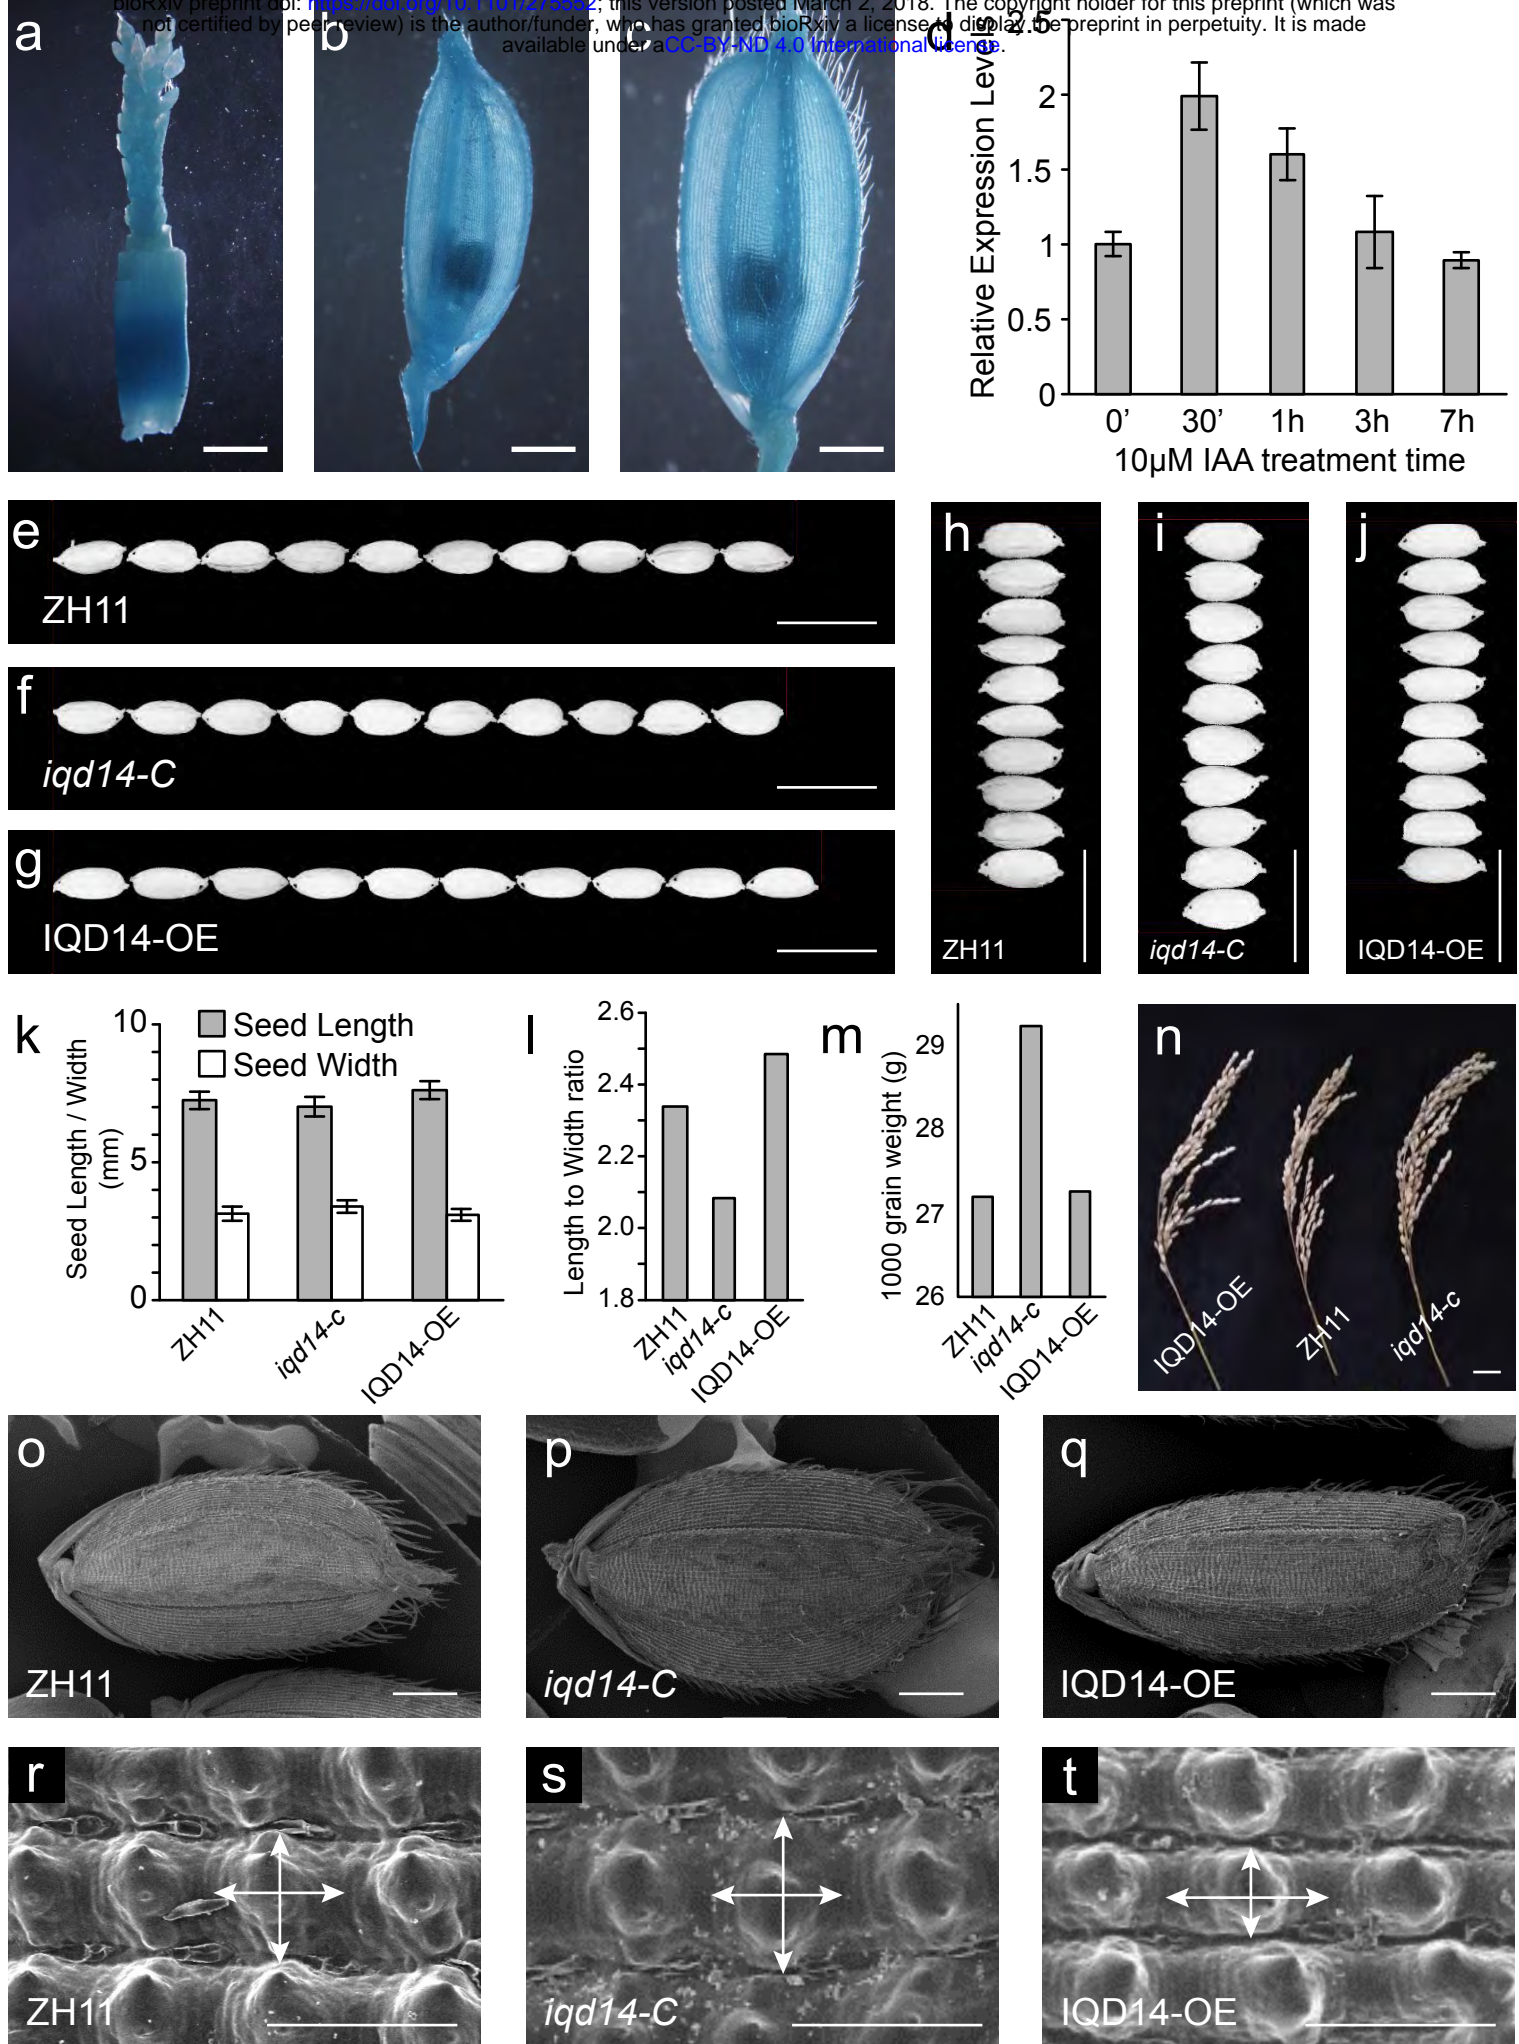 bioRxiv preprint doi: https://doi.org/10.1101/275552; this version posted March 2, 2018. The copyright holder for this preprint (which was
not certified by peer review) is the author/funder, who has granted bioRxiv a license to display the preprint in perpetuity. It is made
available under aCC-BY-ND 4.0 International license.
a
b
c
d
Relative Expression Levels
2.5
2
1.5
1
0.5
0
0’ 30’ 1h 3h 7h
10μM IAA treatment time
e
ZH11
f
iqd14-C
g
IQD14-OE
h
ZH11
i
iqd14-C
j
IQD14-OE
k
Seed Length / Width
(mm)
10
5
0
Seed Length
Seed Width
ZH11
iqd14-c
IQD14-OE
l
Length to Width ratio
2.6
2.4
2.2
2.0
1.8
ZH11
iqd14-c
IQD14-OE
m
1000 grain weight (g)
29
28
27
26
ZH11
iqd14-c
IQD14-OE
n
IQD14-OE
ZH11
iqd14-c
o
ZH11
p
iqd14-C
q
IQD14-OE
r
ZH11
s
iqd14-C
t
IQD14-OE